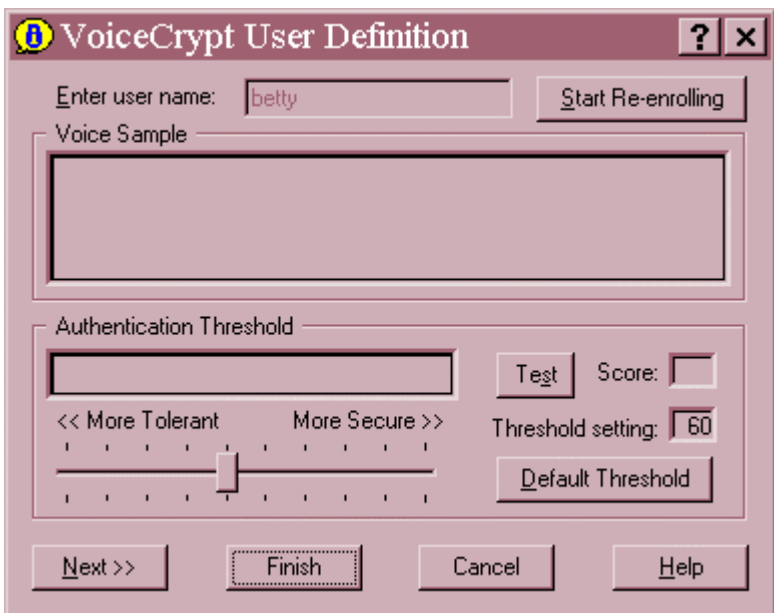 VoiceCrypt User Definition
Enter user name: betty Start Re-enrolling
Voice Sample
Authentication Threshold
Test Score:
<< More Tolerant More Secure >>
Threshold setting: 60
Default Threshold
Next >> Finish Cancel Help